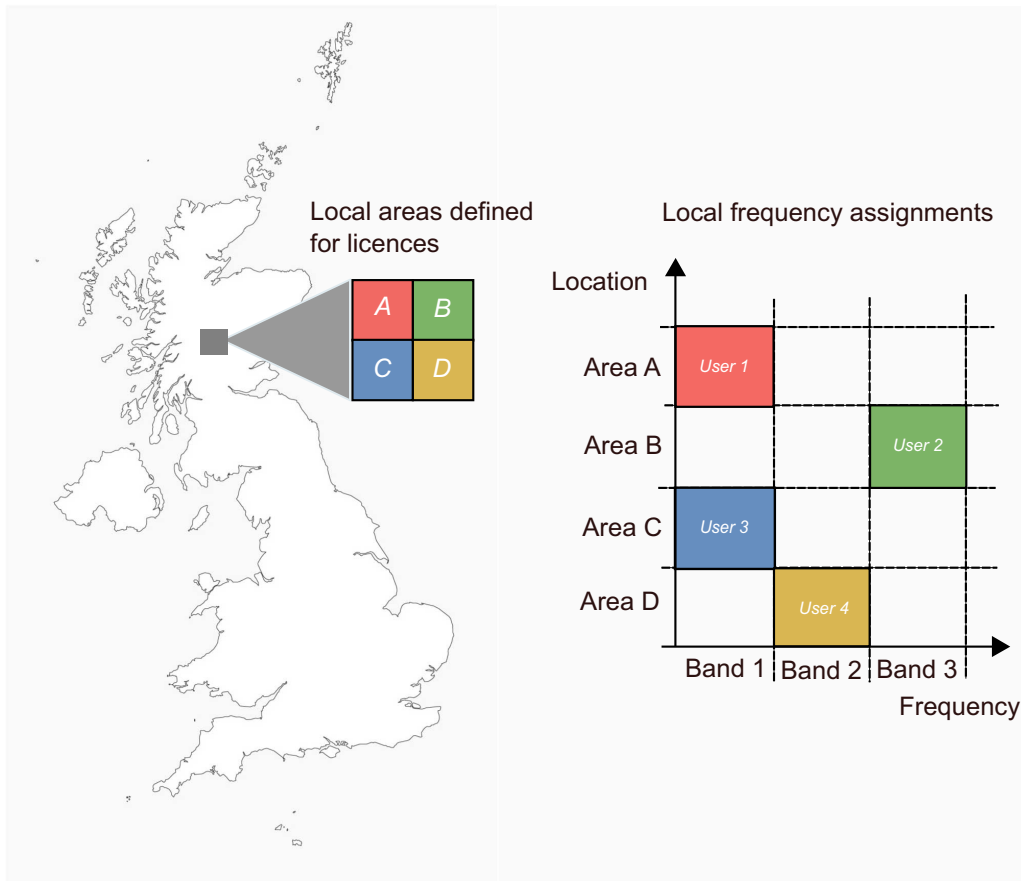 Local areas defined
for licences
A
B
C
D
Local frequency assignments
Location
Area A
User 1
Area B
User 2
Area C
User 3
Area D
User 4
Band 1
Band 2
Band 3
Frequency